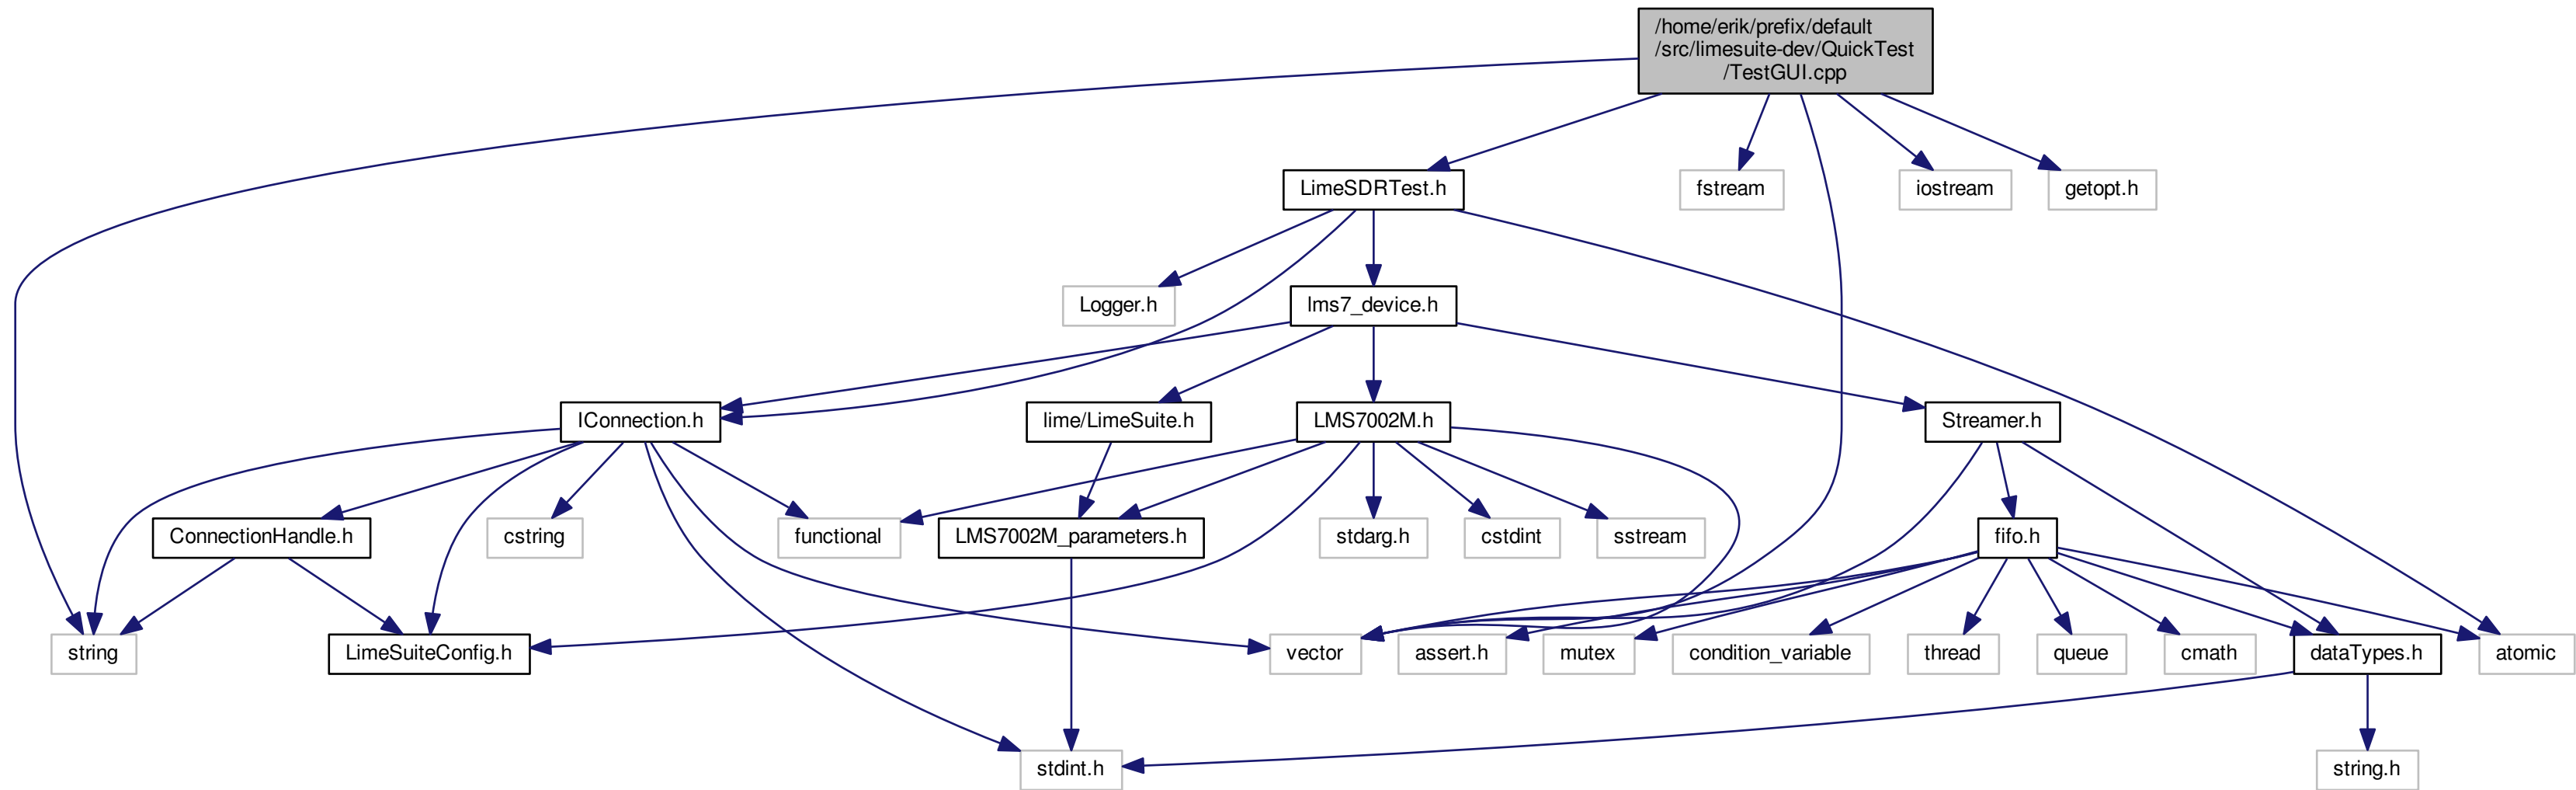 /home/erik/prefix/default
/src/limesuite-dev/QuickTest
/TestGUI.cpp
LimeSDRTest.h
fstream
iostream
getopt.h
Logger.h
lms7_device.h
IConnection.h
lime/LimeSuite.h
LMS7002M.h
Streamer.h
ConnectionHandle.h
cstring
functional
LMS7002M_parameters.h
stdarg.h
cstdint
sstream
fifo.h
string
LimeSuiteConfig.h
vector
assert.h
mutex
condition_variable
thread
queue
cmath
dataTypes.h
atomic
stdint.h
string.h